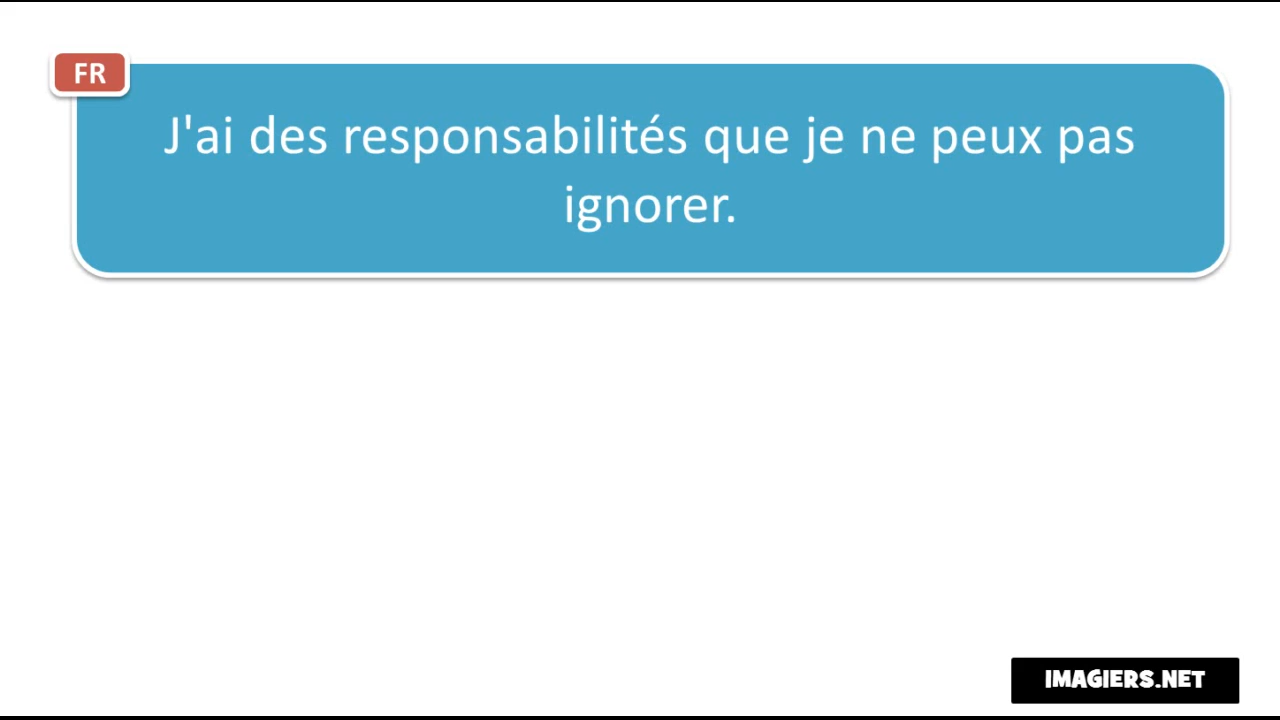 FR
J'ai des responsabilités que je ne peux pas
ignorer.
IMAGIERS.NET